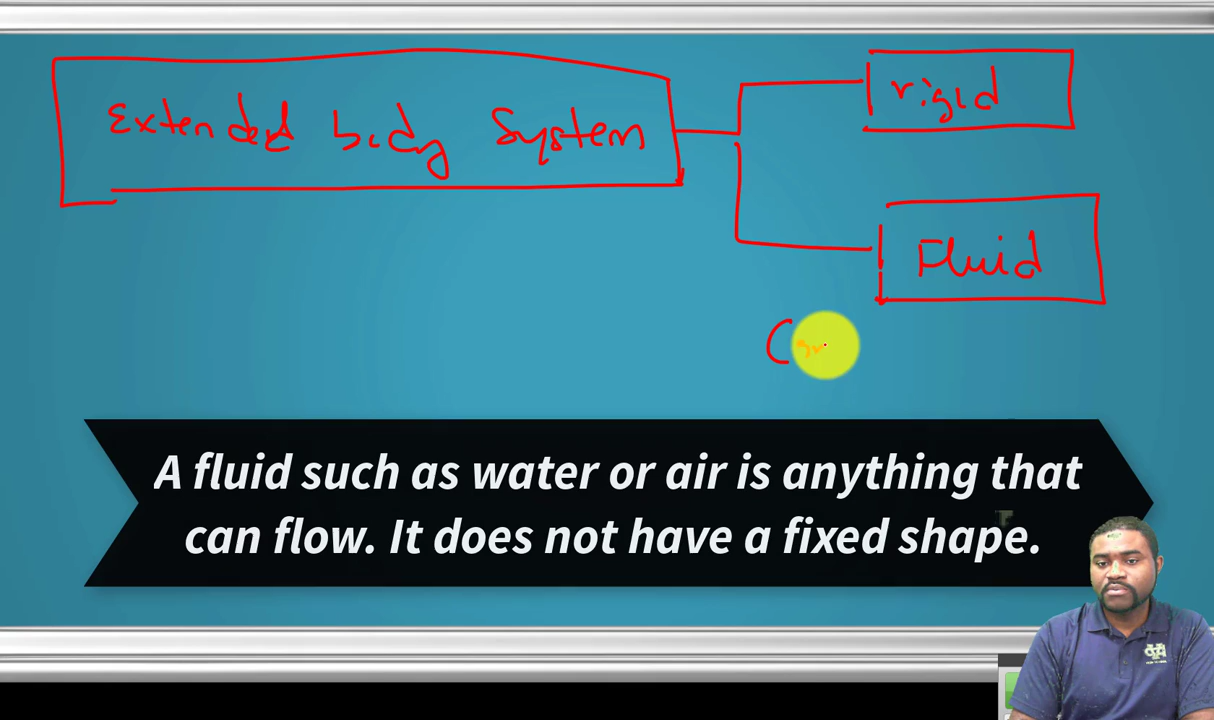 Extended body System
rigid
Fluid
A fluid such as water or air is anything that
can flow. It does not have a fixed shape.